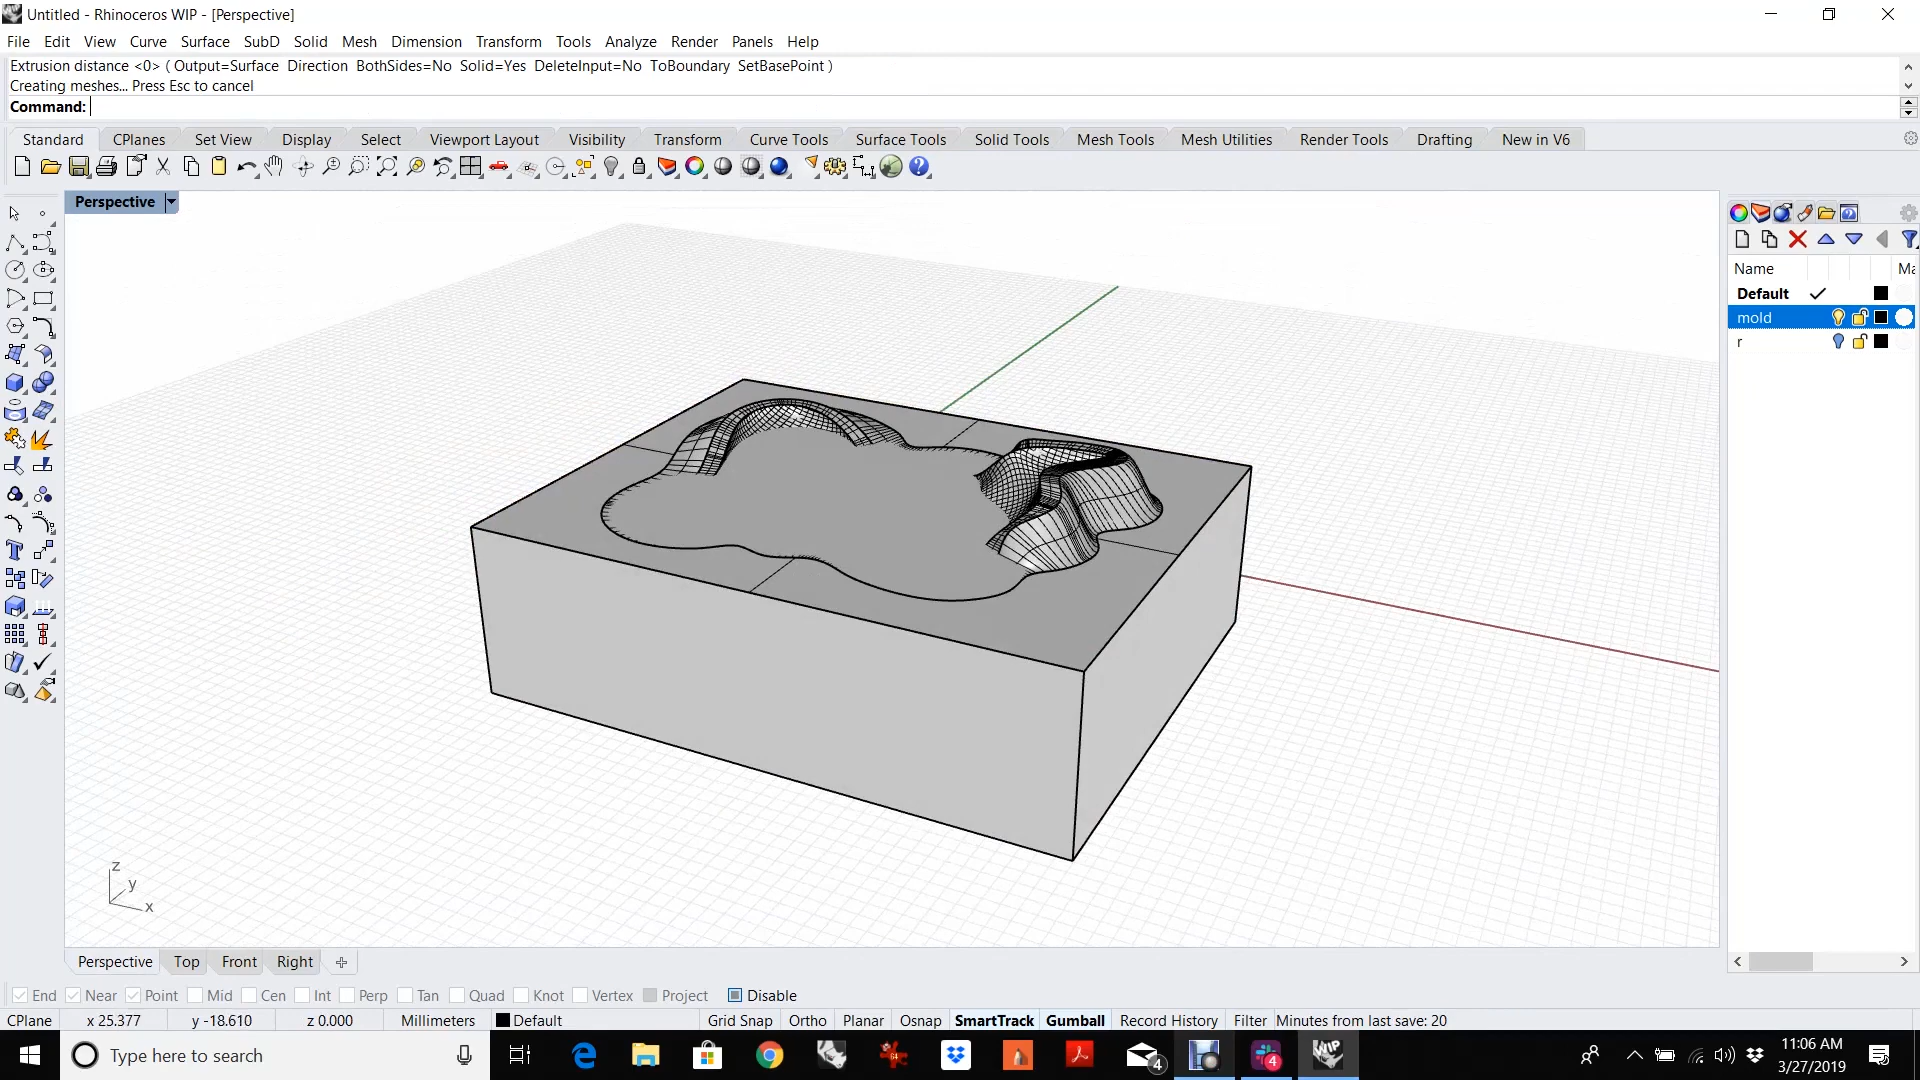 Untitled - Rhinoceros WIP - [Perspective]
File Edit View Curve Surface SubD Solid Mesh Dimension Transform Tools Analyze Render Panels Help
Extrusion distance <0> ( Output=Surface Direction BothSides=No Solid=Yes DeleteInput=No ToBoundary SetBasePoint )
Creating meshes... Press Esc to cancel
Command:
Standard CPlanes Set View Display Select Viewport Layout Visibility Transform Curve Tools Surface Tools Solid Tools Mesh Tools Mesh Utilities Render Tools Drafting New in V6
Perspective
Name Ma
Default
mold
r
z
y
x
Perspective Top Front Right
End Near Point Mid Cen Int Perp Tan Quad Knot Vertex Project Disable
CPlane x 25.377 y -18.610 z 0.000 Millimeters Default Grid Snap Ortho Planar Osnap SmartTrack Gumball Record History Filter Minutes from last save: 20
Type here to search
4
4
11:06 AM
3/27/2019